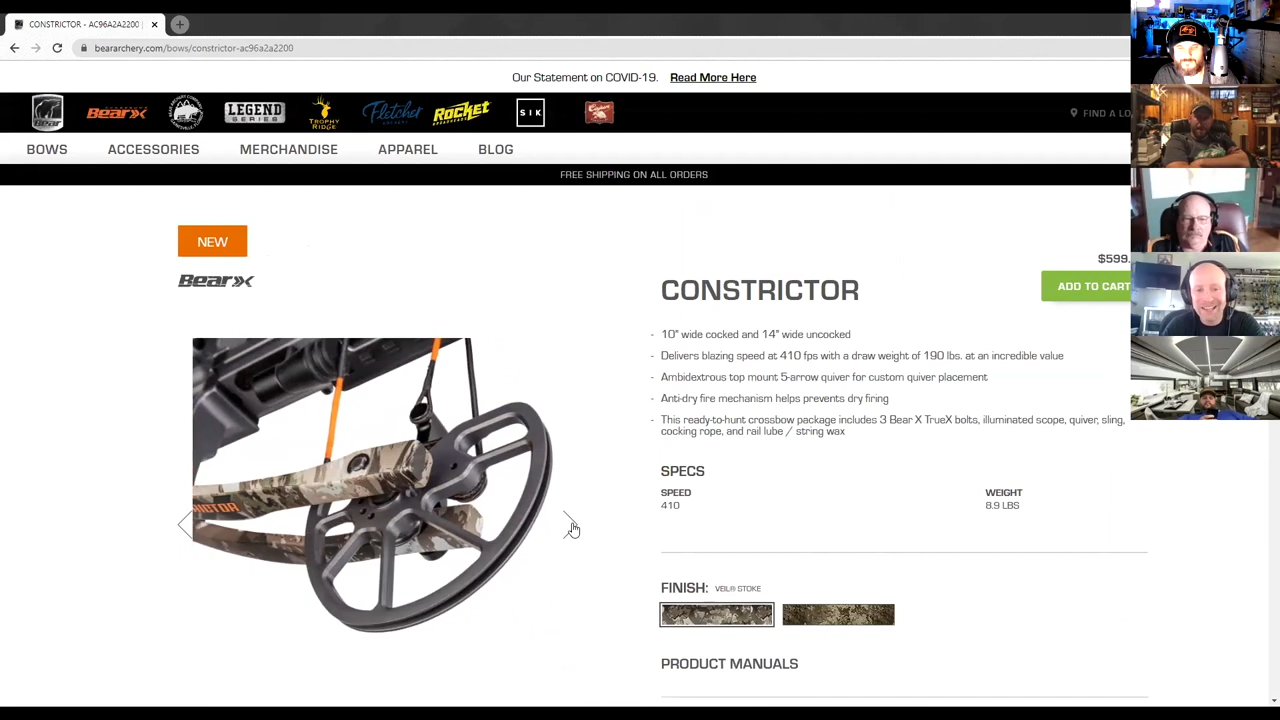 CONSTRICTOR - AC96A2A2200 |
beararchery.com/bows/constrictor-ac96a2a2200
Our Statement on COVID-19. Read More Here
BearX
LEGEND
SERIES
TROPHY
RIDGE
Fletcher
Rocket
SIK
FIND A LO
BOWS ACCESSORIES MERCHANDISE APPAREL BLOG
FREE SHIPPING ON ALL ORDERS
NEW
BearX
$599.
ADD TO CART
CONSTRICTOR
- 10" wide cocked and 14" wide uncocked
- Delivers blazing speed at 410 fps with a draw weight of 190 lbs. at an incredible value
- Ambidextrous top mount 5-arrow quiver for custom quiver placement
- Anti-dry fire mechanism helps prevents dry firing
- This ready-to-hunt crossbow package includes 3 Bear X TrueX bolts, illuminated scope, quiver, sling,
cocking rope, and rail lube / string wax
RICTOR
SPECS
SPEED WEIGHT
410 8.9 LBS
FINISH: VEIL® STOKE
PRODUCT MANUALS